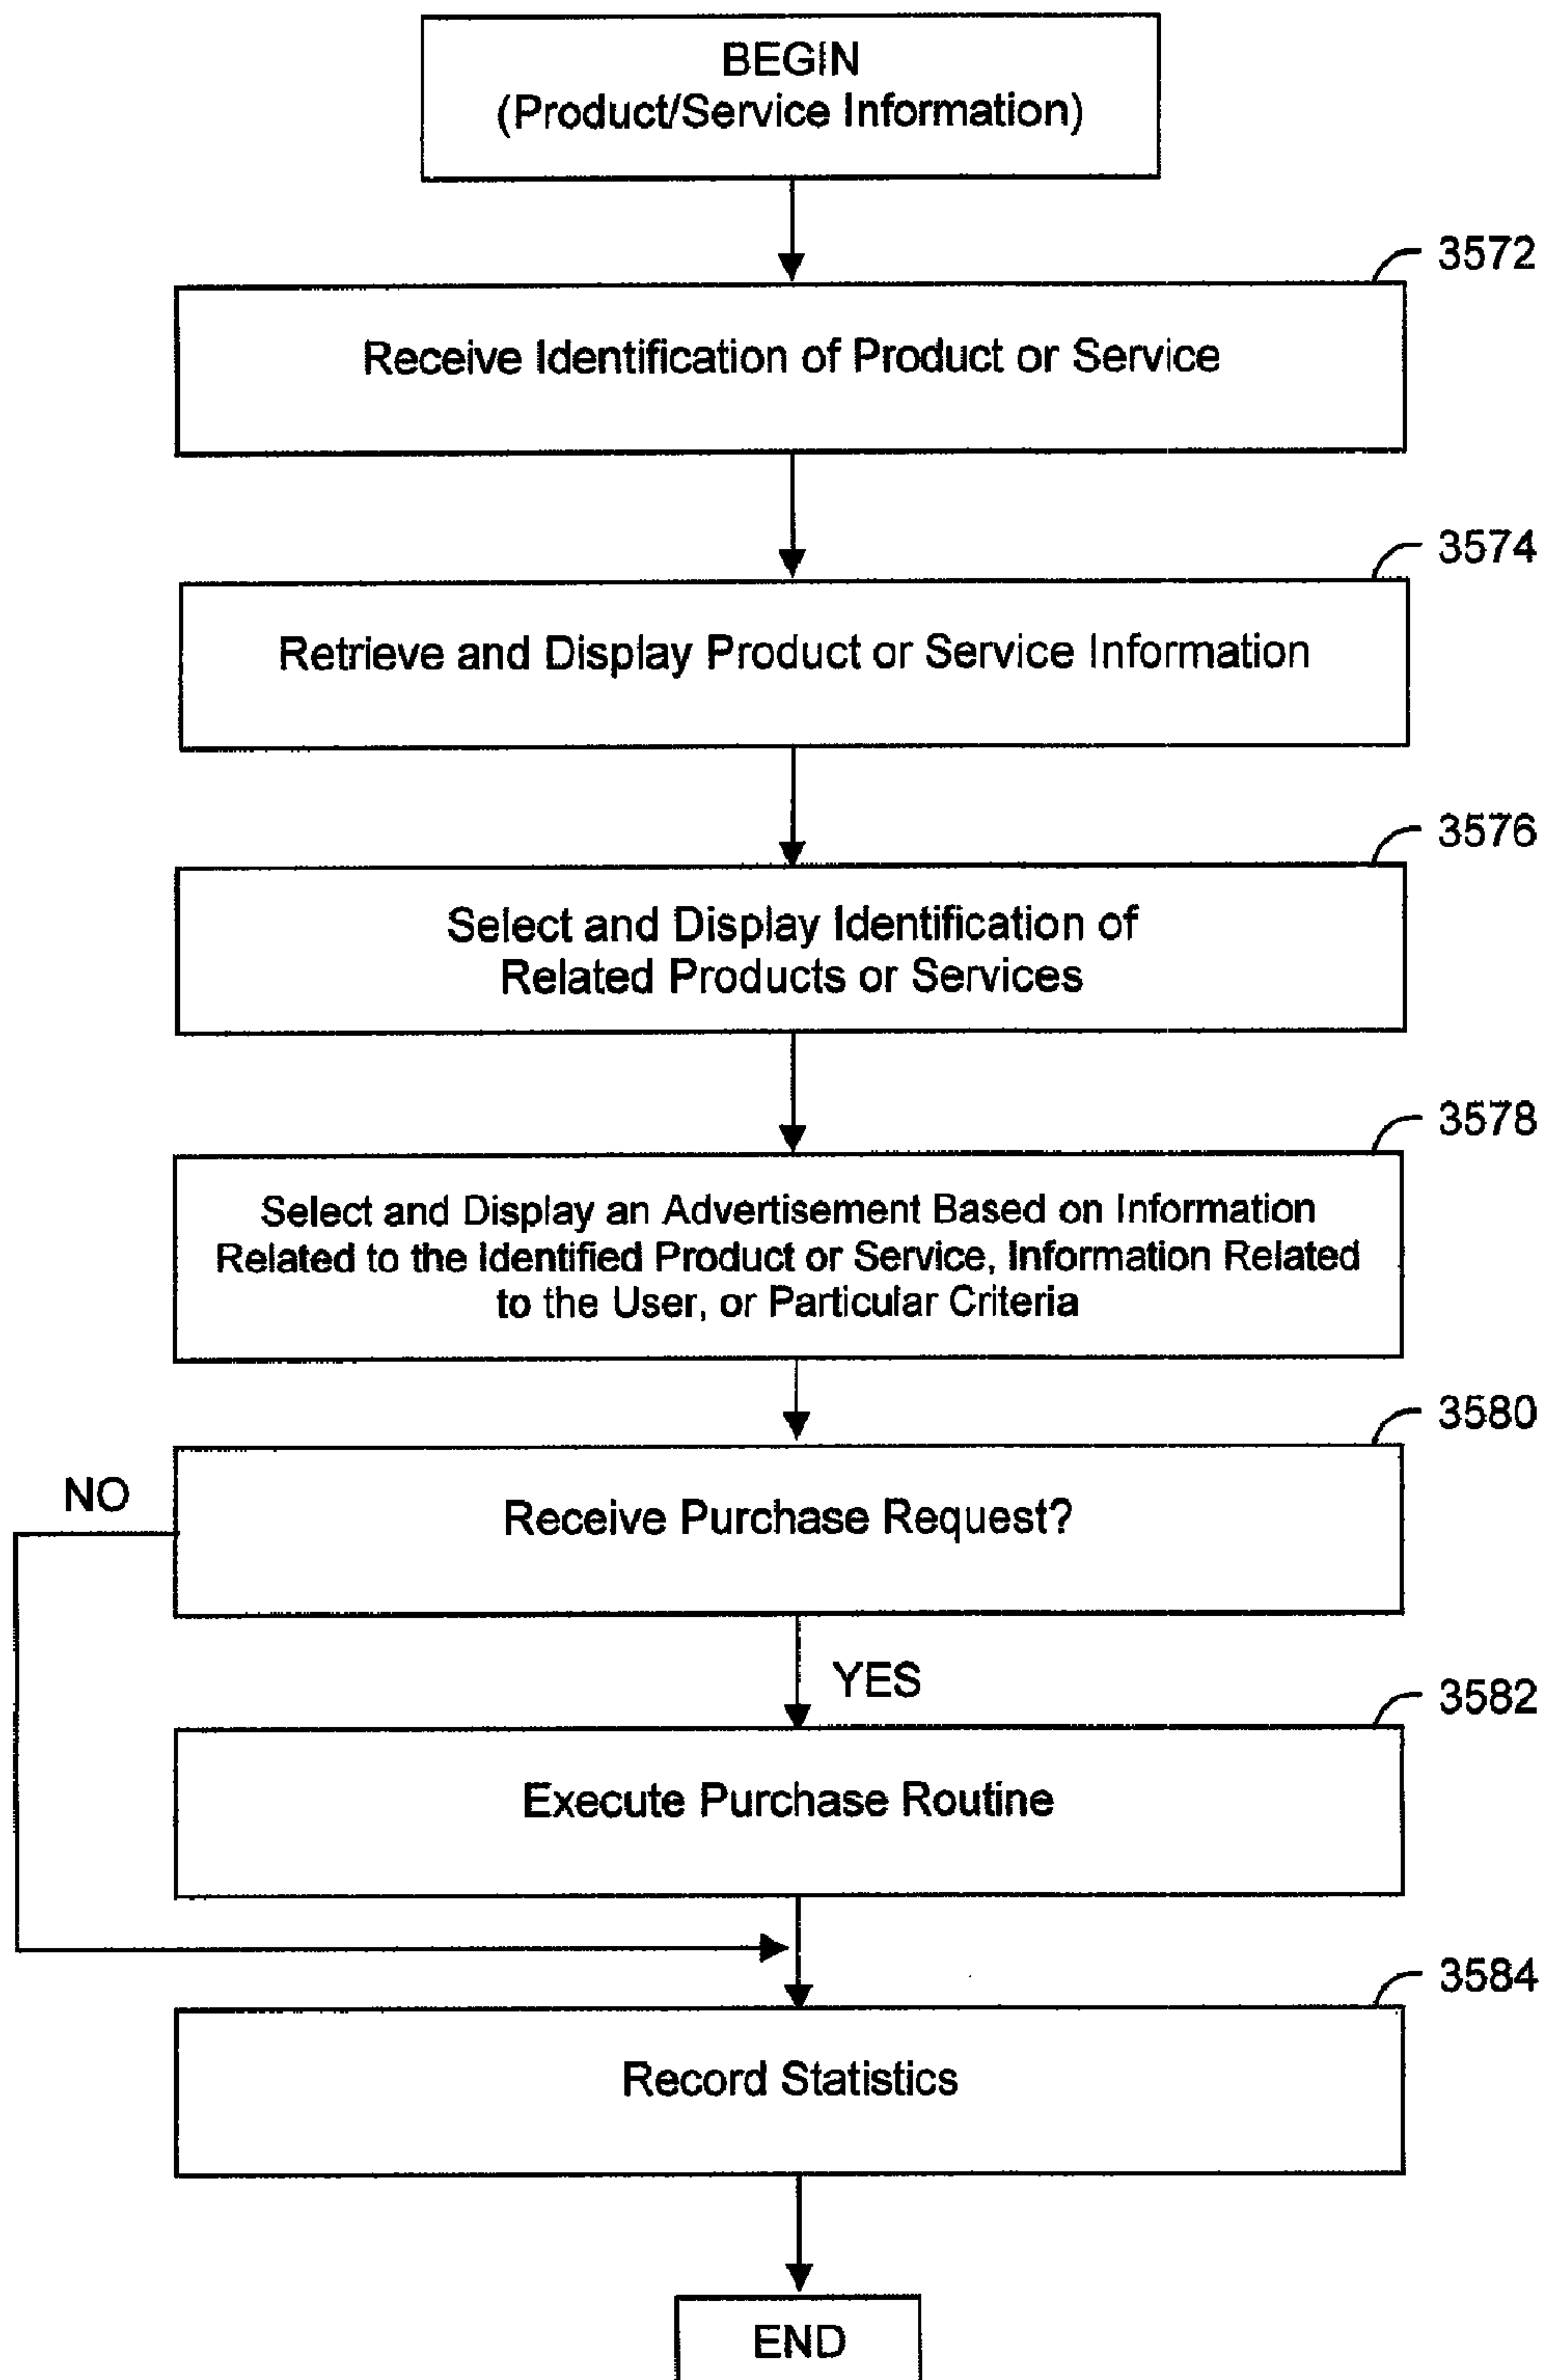 BEGIN
(Product/Service Information)
3572
Receive Identification of Product or Service
3574
Retrieve and Display Product or Service Information
3576
Select and Display Identification of
Related Products or Services
3578
Select and Display an Advertisement Based on Information
Related to the Identified Product or Service, Information Related
to the User, or Particular Criteria
3580
NO
Receive Purchase Request?
YES
3582
Execute Purchase Routine
3584
Record Statistics
END